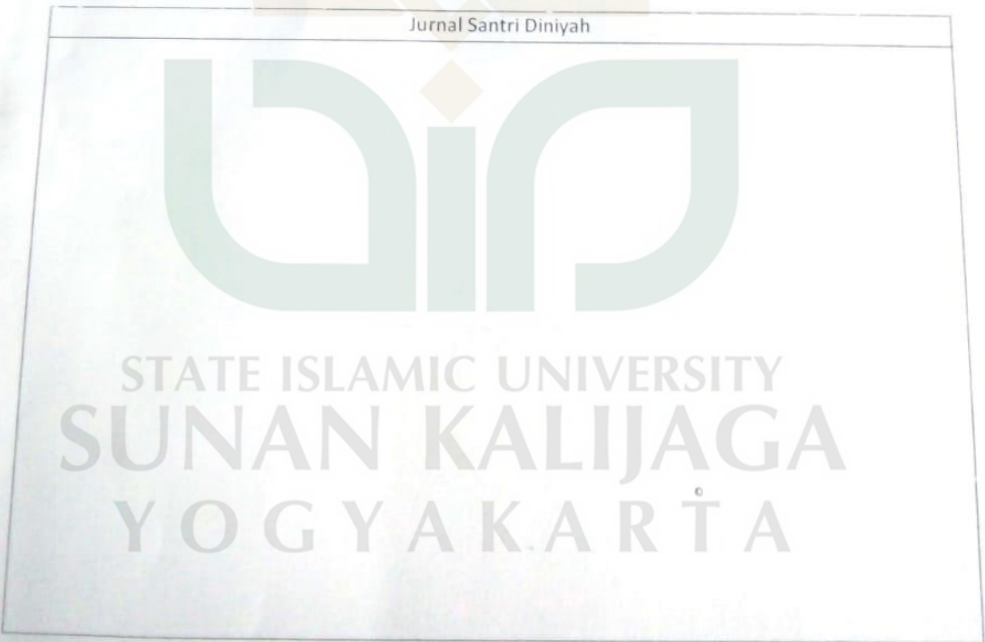 Jurnal Santri Diniyah
STATE ISLAMIC UNIVERSITY
SUNAN KALIJAGA
YOGYAKARTA